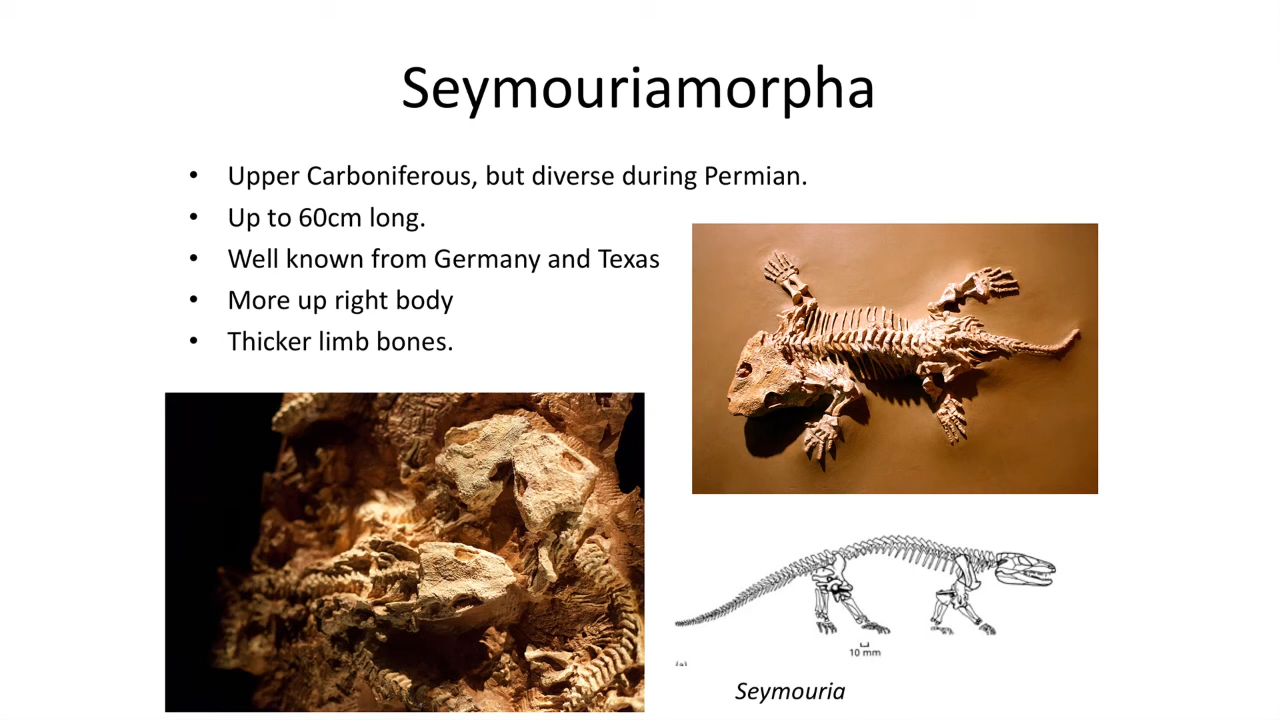 Seymouriamorpha
• Upper Carboniferous, but diverse during Permian.
• Up to 60cm long.
• Well known from Germany and Texas
• More up right body
• Thicker limb bones.
10 mm
(a)
Seymouria